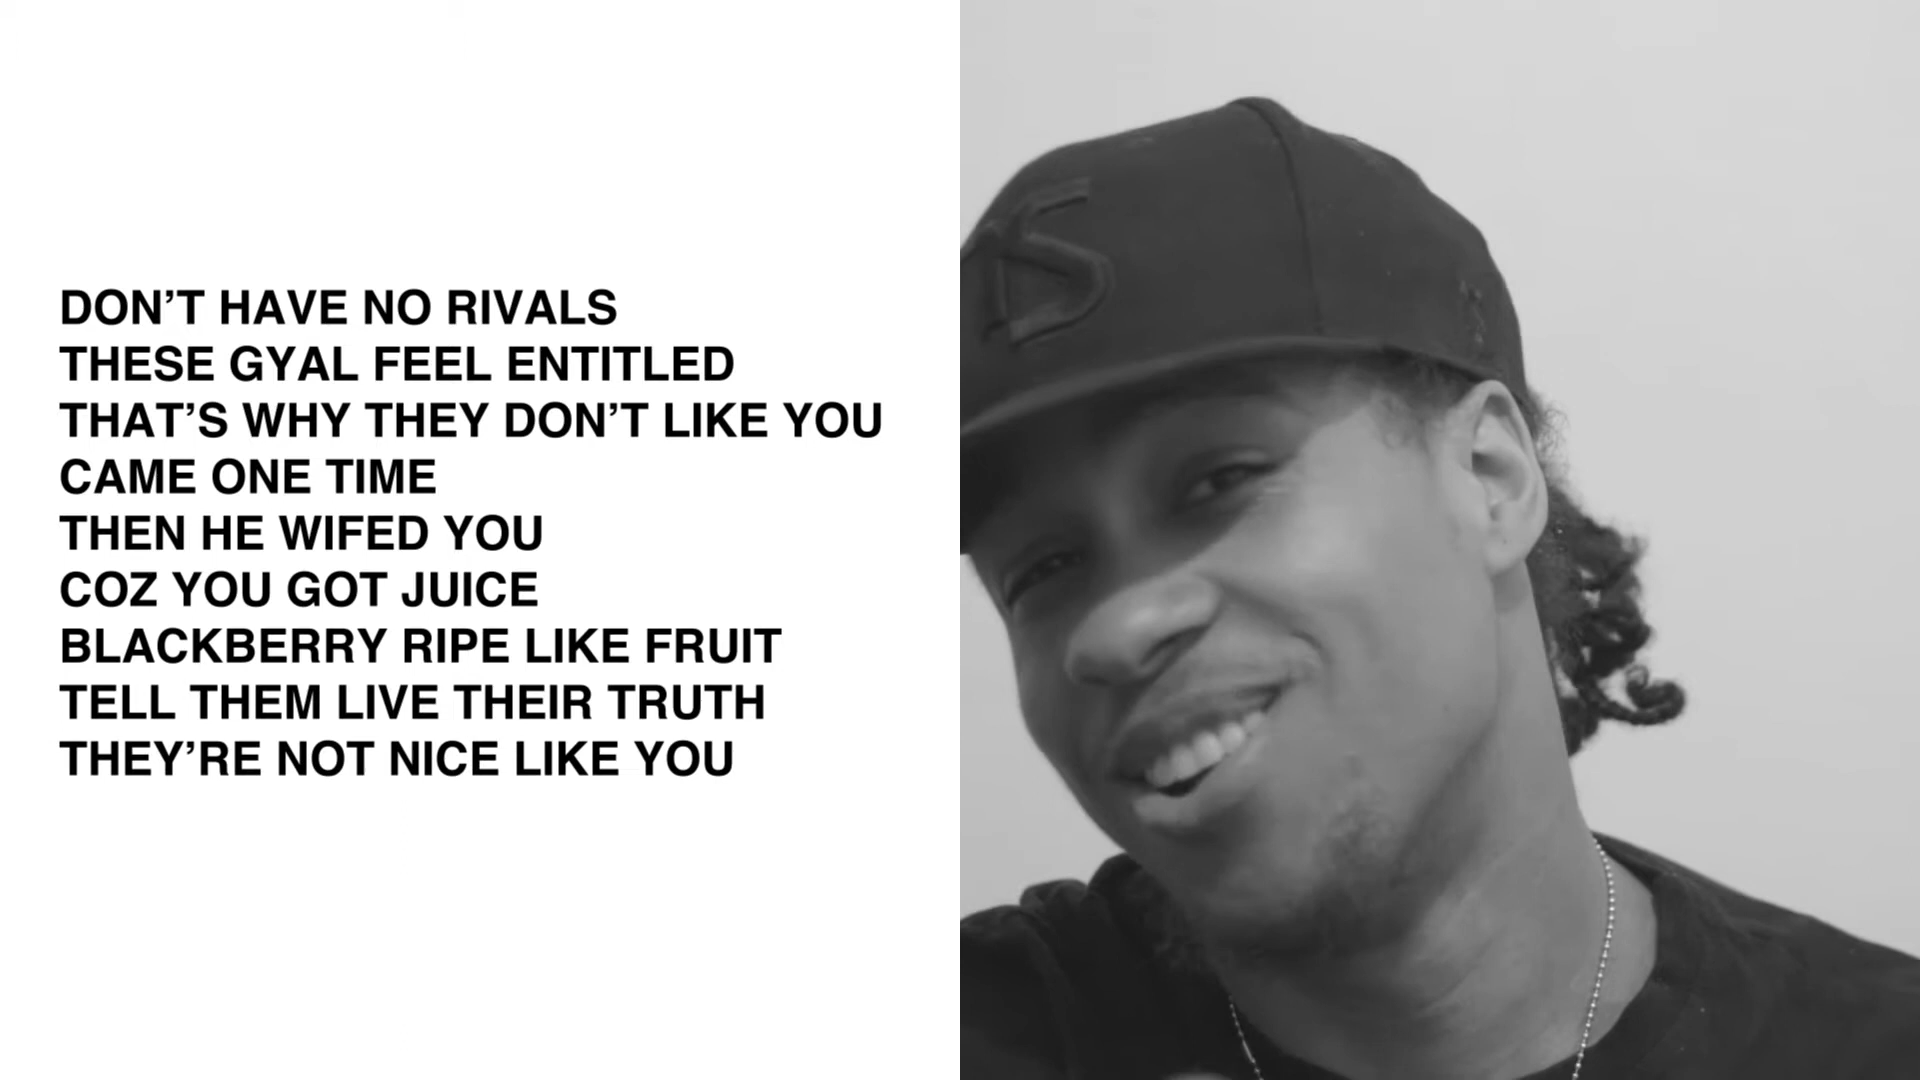 DON’T HAVE NO RIVALS
THESE GYAL FEEL ENTITLED
THAT’S WHY THEY DON’T LIKE YOU
CAME ONE TIME
THEN HE WIFED YOU
COZ YOU GOT JUICE
BLACKBERRY RIPE LIKE FRUIT
TELL THEM LIVE THEIR TRUTH
THEY’RE NOT NICE LIKE YOU